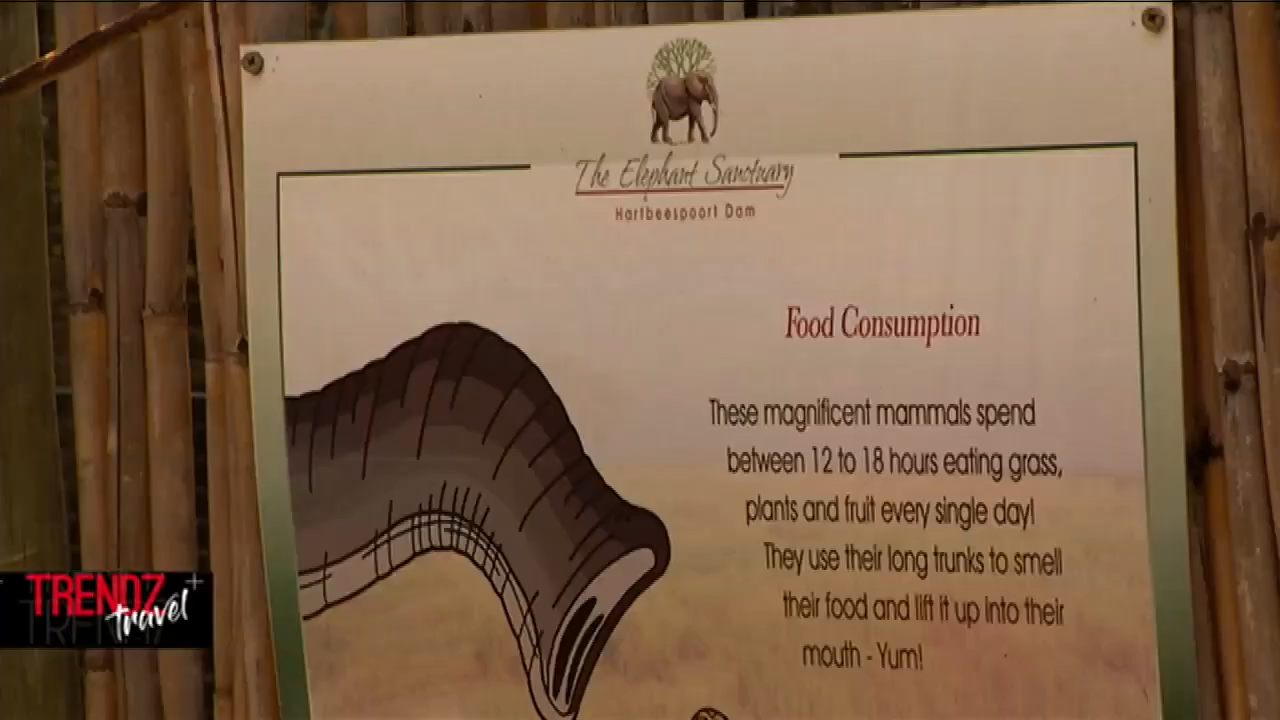 The Elephant Sanctuary
Hartbeespoort Dam
Food Consumption
These magnificent mammals spend
between 12 to 18 hours eating grass,
plants and fruit every single day!
They use their long trunks to smell
their food and lift it up into their
mouth - Yum!
TRENDZ
travel